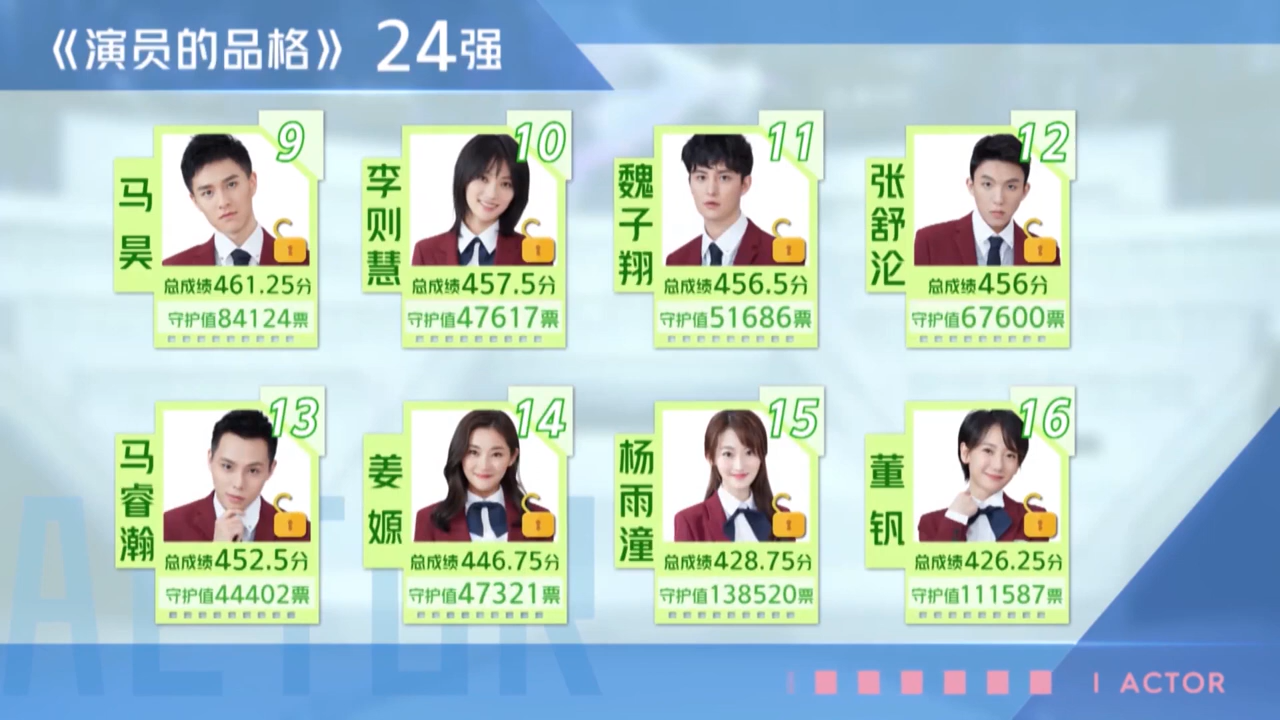 《演员的品格》 24强
9
马昊
总成绩461.25分
守护值84124票
10
李则慧
总成绩457.5分
守护值47617票
11
魏子翔
总成绩456.5分
守护值51686票
12
张舒沦
总成绩456分
守护值67600票
13
马睿瀚
总成绩452.5分
守护值44402票
14
姜嫄
总成绩446.75分
守护值47321票
15
杨雨潼
总成绩428.75分
守护值138520票
16
董钒
总成绩426.25分
守护值111587票
ACTOR
I ACTOR